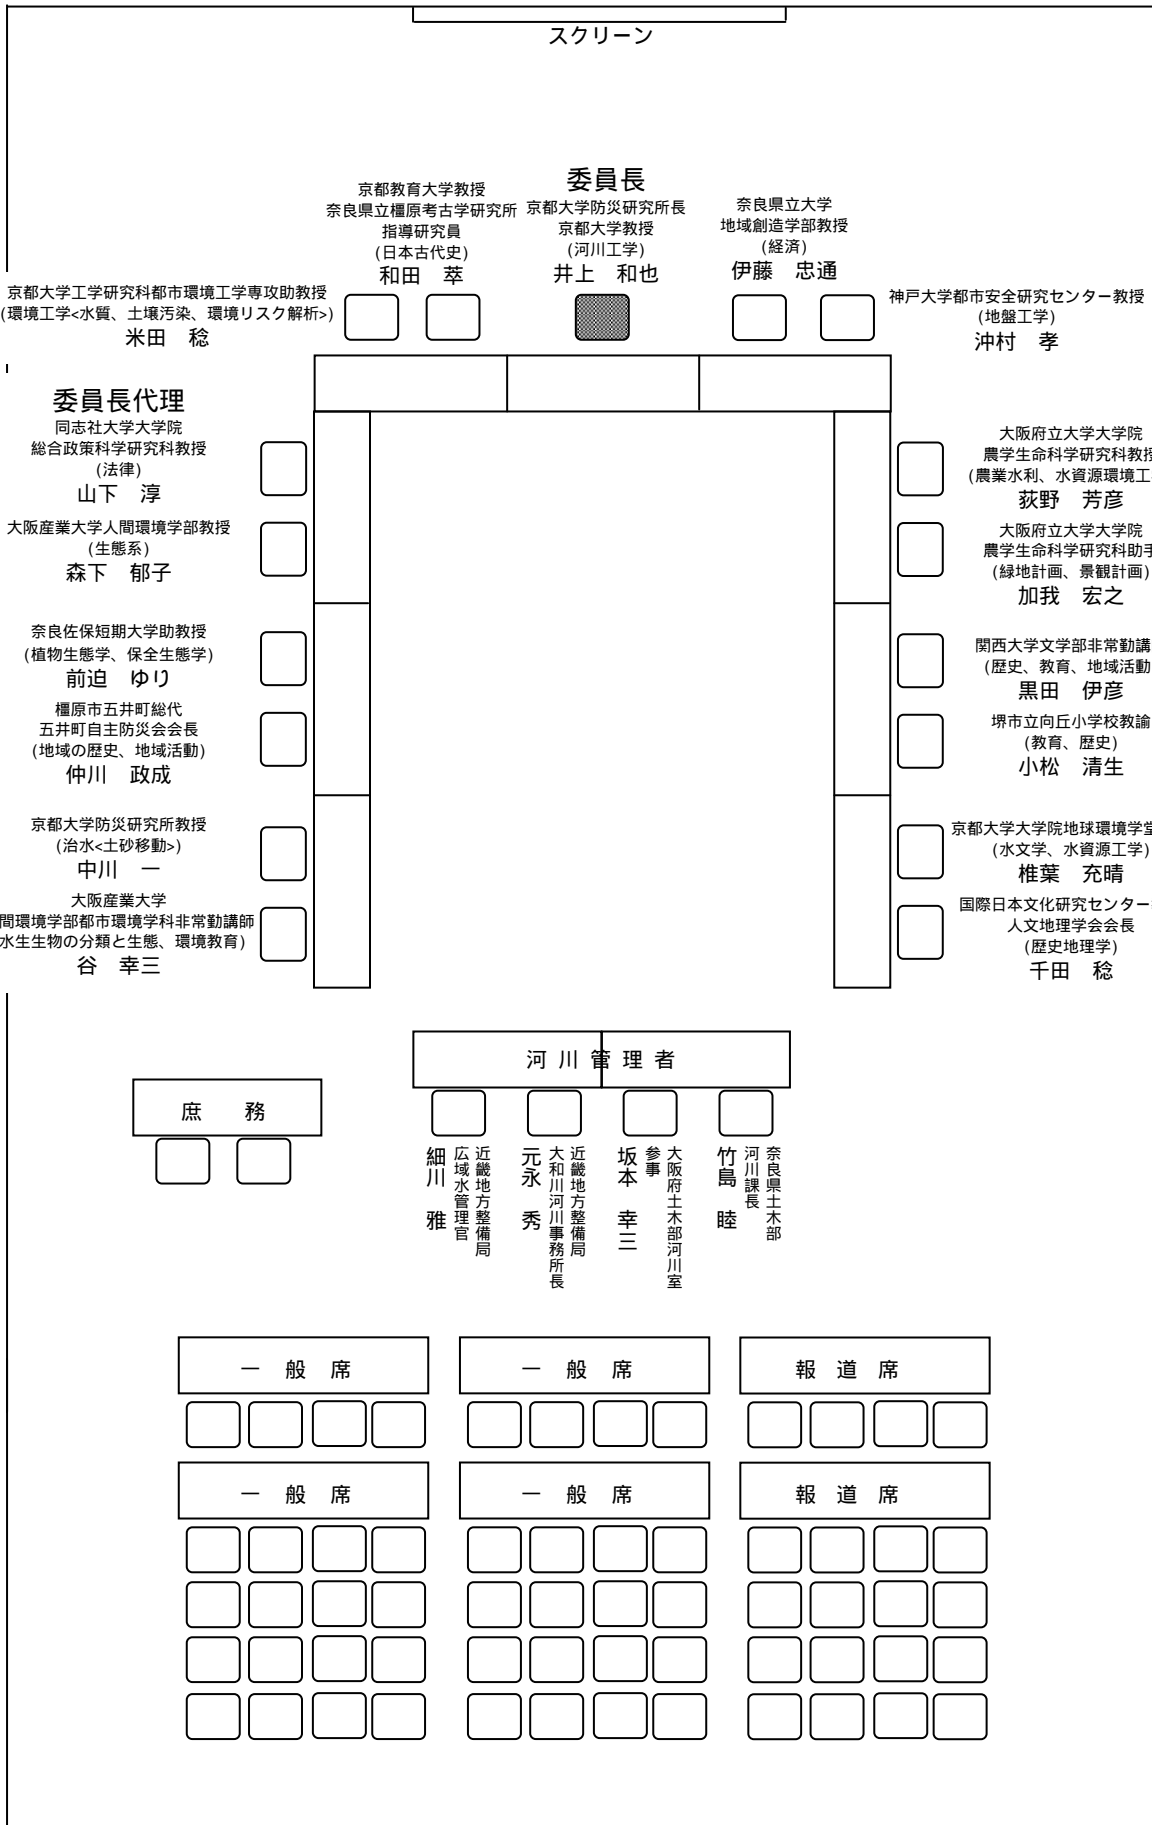 スクリーン
委員長
京都教育大学教授
奈良県立橿原考古学研究所
指導研究員
(日本古代史)
和田　萃
京都大学防災研究所長
京都大学教授
(河川工学)
井上　和也
奈良県立大学
地域創造学部教授
(経済)
伊藤　忠通
京都大学工学研究科都市環境工学専攻助教授
(環境工学<水質、土壌汚染、環境リスク解析>)
米田　稔
神戸大学都市安全研究センター教授
(地盤工学)
沖村　孝
委員長代理
同志社大学大学院
総合政策科学研究科教授
(法律)
山下　淳
大阪産業大学人間環境学部教授
(生態系)
森下　郁子
奈良佐保短期大学助教授
(植物生態学、保全生態学)
前迫　ゆり
橿原市五井町総代
五井町自主防災会会長
(地域の歴史、地域活動)
仲川　政成
京都大学防災研究所教授
(治水<土砂移動>)
中川　一
大阪産業大学
間環境学部都市環境学科非常勤講師
水生生物の分類と生態、環境教育)
谷　幸三
大阪府立大学大学院
農学生命科学研究科教授
(農業水利、水資源環境工
荻野　芳彦
大阪府立大学大学院
農学生命科学研究科助手
(緑地計画、景観計画)
加我　宏之
関西大学文学部非常勤講
(歴史、教育、地域活動
黒田　伊彦
堺市立向丘小学校教諭
(教育、歴史)
小松　清生
京都大学大学院地球環境学堂
(水文学、水資源工学)
椎葉　充晴
国際日本文化研究センター
人文地理学会会長
(歴史地理学)
千田　稔
河川管理者
庶　務
近畿地方整備局
広域水管理官
細川　雅
近畿地方整備局
大和川河川事務所長
元永　秀
大阪府土木部河川室
参事
坂本　幸三
奈良県土木部
河川課長
竹島　睦
一般席
一般席
報道席
一般席
一般席
報道席